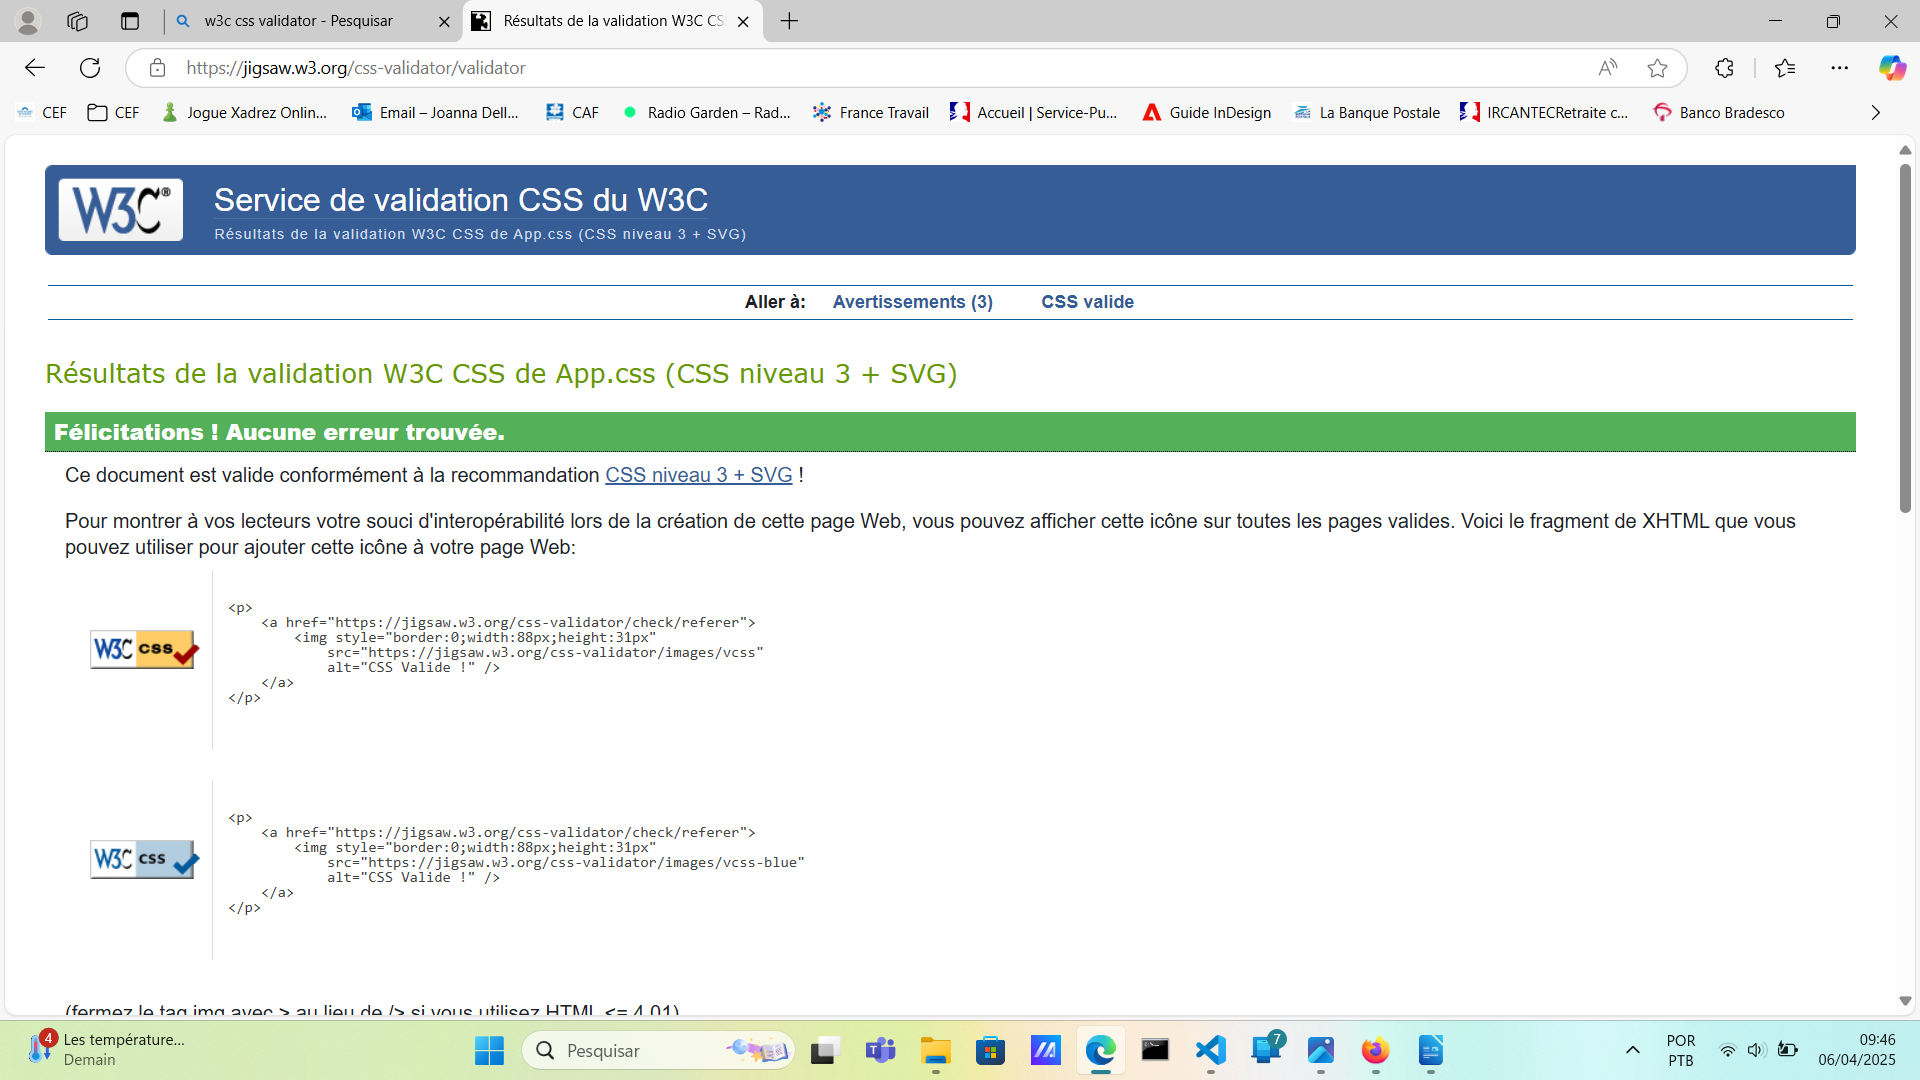 w3c css validator - Pesquisar
Résultats de la validation W3C CS
https://jigsaw.w3.org/css-validator/validator
CEF
CEF
Jogue Xadrez Onlin...
Email – Joanna Dell...
CAF
Radio Garden – Rad...
France Travail
Accueil | Service-Pu...
Guide InDesign
La Banque Postale
IRCANTECRetraite c...
Banco Bradesco
W3C®
Service de validation CSS du W3C
Résultats de la validation W3C CSS de App.css (CSS niveau 3 + SVG)
Aller à: Avertissements (3) CSS valide
Résultats de la validation W3C CSS de App.css (CSS niveau 3 + SVG)
Félicitations ! Aucune erreur trouvée.
Ce document est valide conformément à la recommandation CSS niveau 3 + SVG !
Pour montrer à vos lecteurs votre souci d'interopérabilité lors de la création de cette page Web, vous pouvez afficher cette icône sur toutes les pages valides. Voici le fragment de XHTML que vous
pouvez utiliser pour ajouter cette icône à votre page Web:
W3C css
<p>
<a href="https://jigsaw.w3.org/css-validator/check/referer">
<img style="border:0;width:88px;height:31px"
src="https://jigsaw.w3.org/css-validator/images/vcss"
alt="CSS Valide !" />
</a>
</p>
W3C css
<p>
<a href="https://jigsaw.w3.org/css-validator/check/referer">
<img style="border:0;width:88px;height:31px"
src="https://jigsaw.w3.org/css-validator/images/vcss-blue"
alt="CSS Valide !" />
</a>
</p>
(fermez le tag img avec > au lieu de /> si vous utilisez HTML <= 4.01)
4
Les température...
Demain
Pesquisar
7
POR
PTB
09:46
06/04/2025